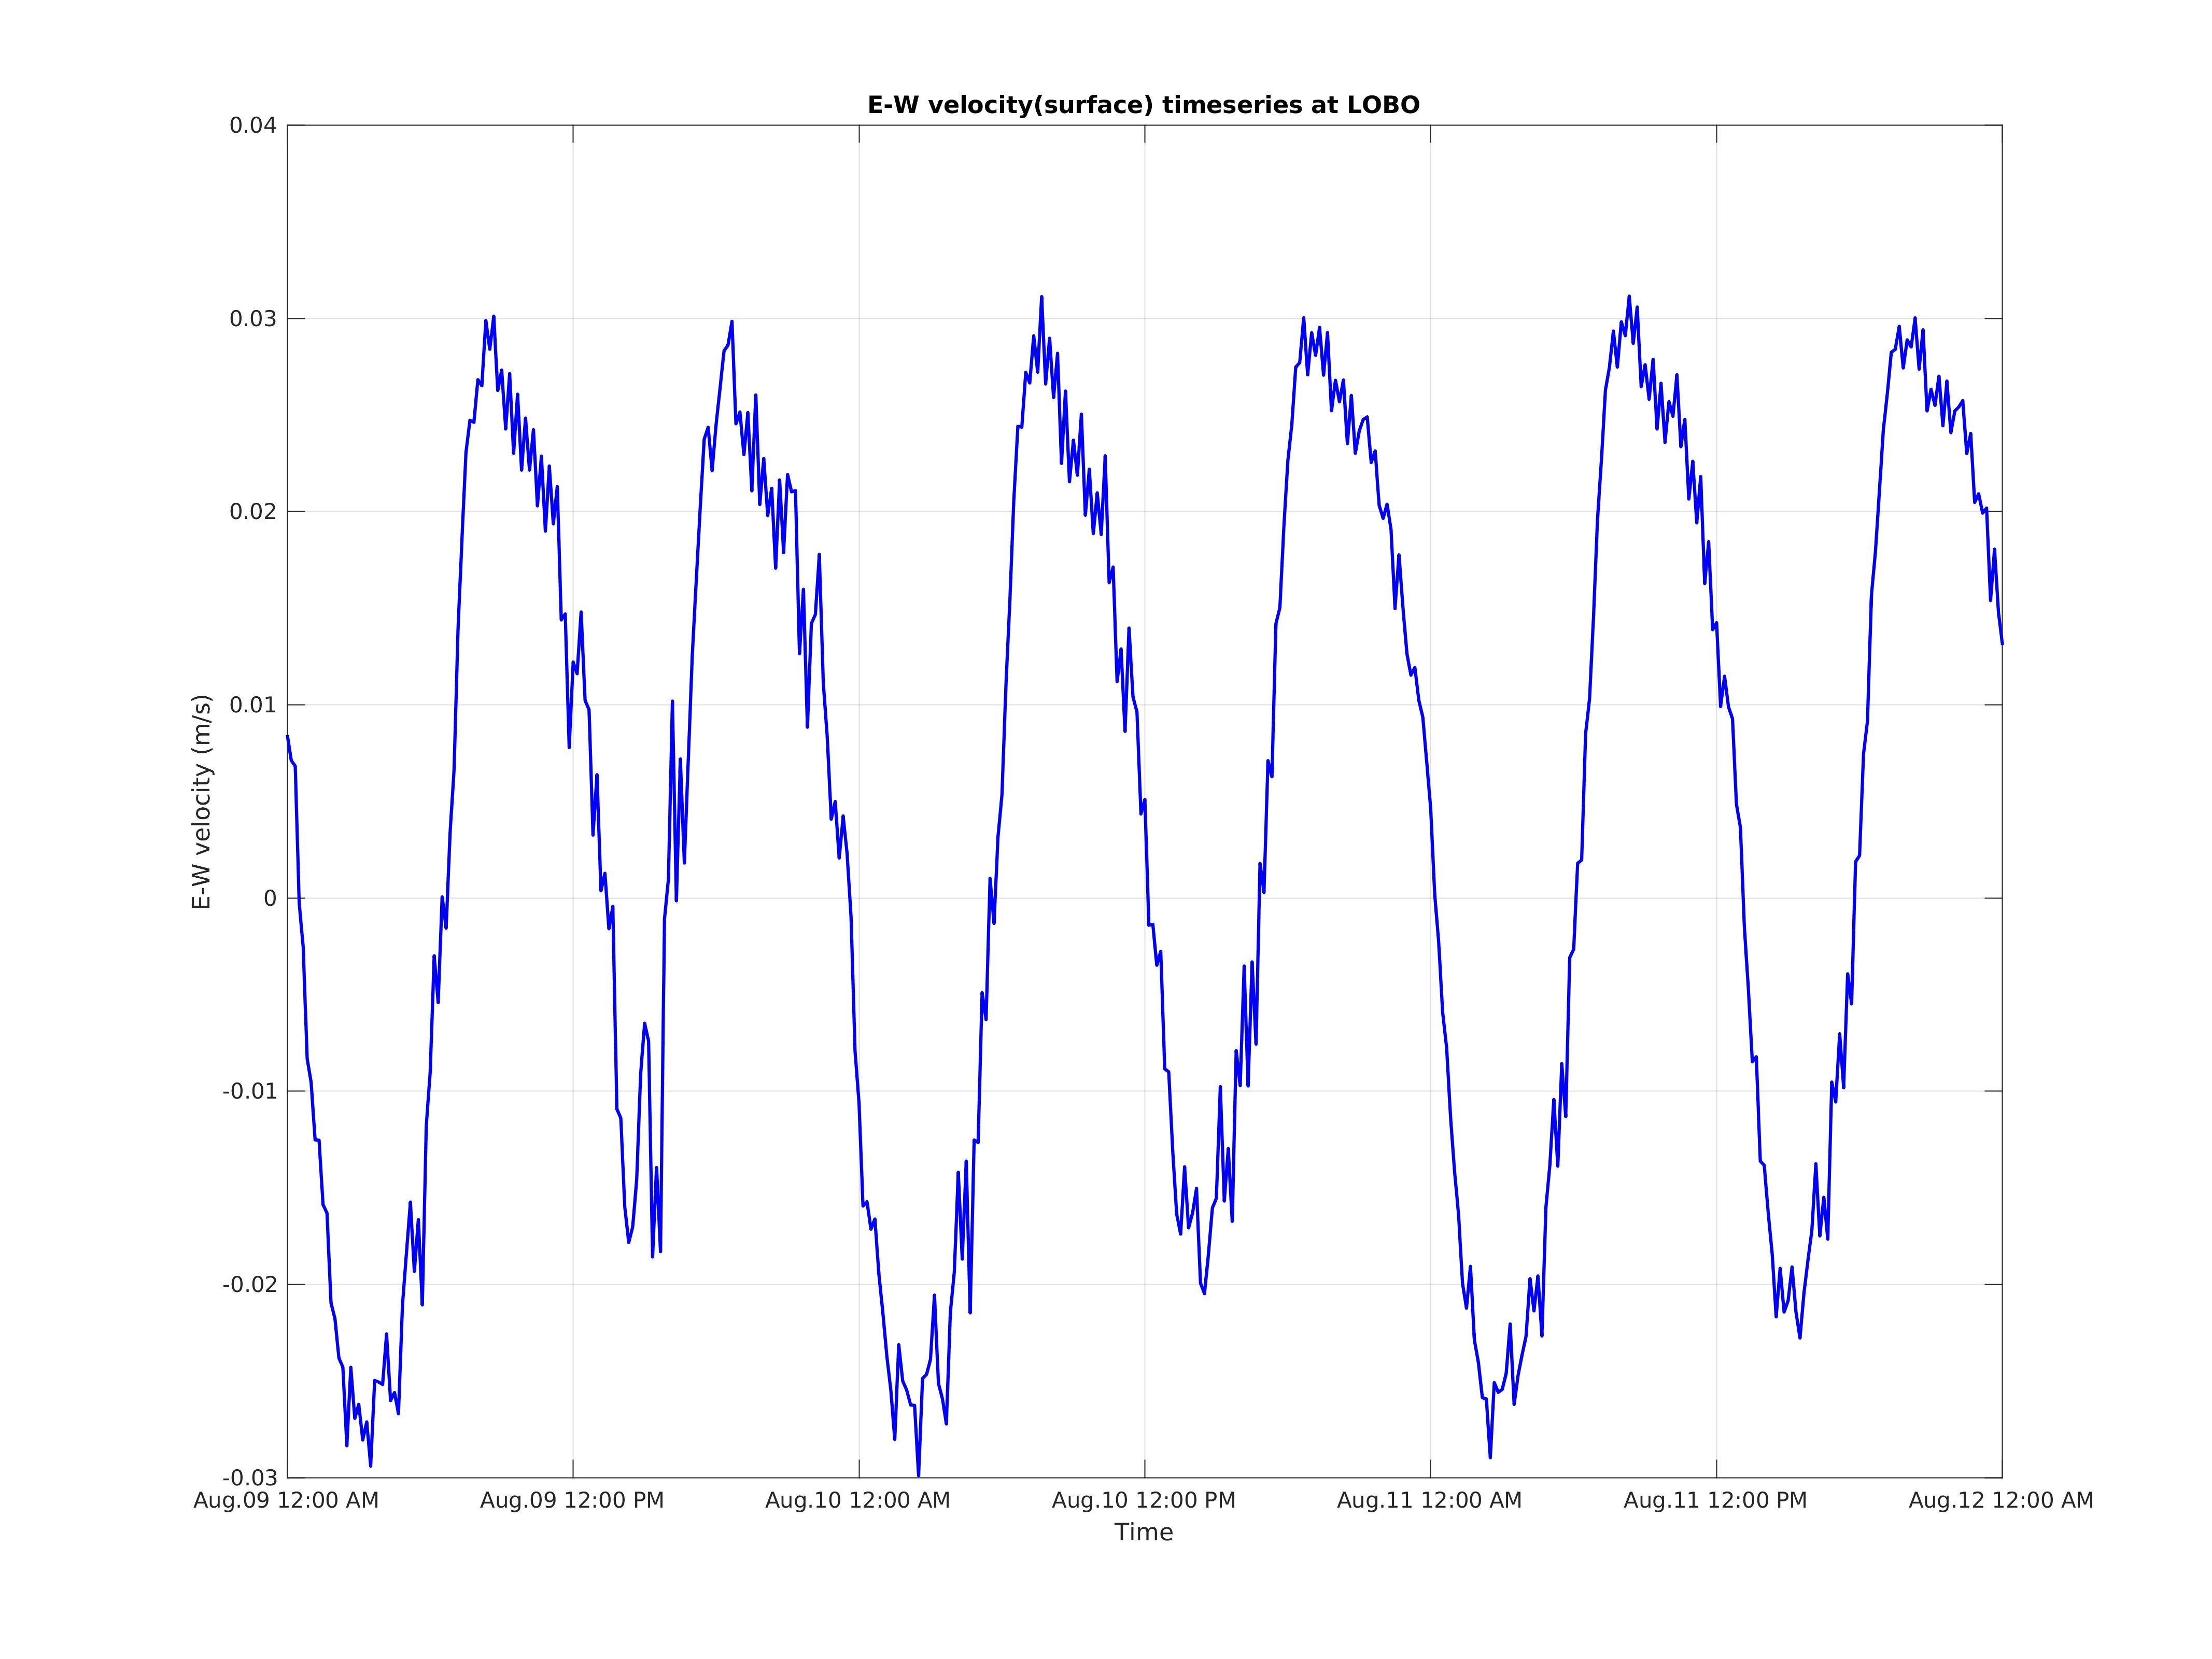 E-W velocity(surface) timeseries at LOBO
0.04
0.03
0.02
0.01
0
-0.01
-0.02
-0.03
E-W velocity (m/s)
Aug.09 12:00 AM
Aug.09 12:00 PM
Aug.10 12:00 AM
Aug.10 12:00 PM
Aug.11 12:00 AM
Aug.11 12:00 PM
Aug.12 12:00 AM
Time